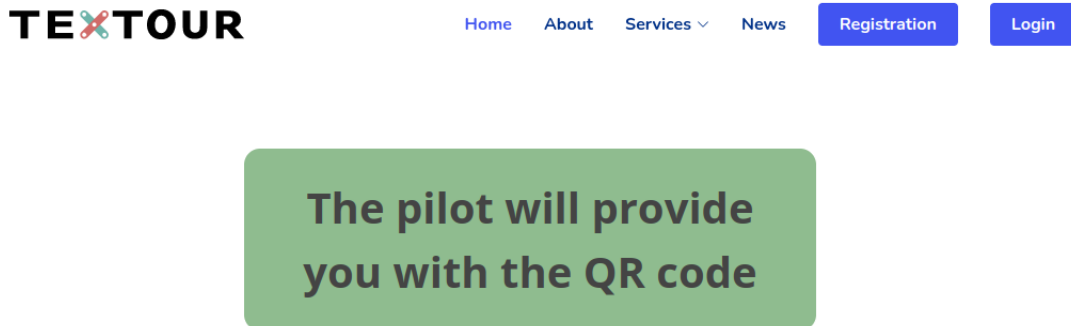 TEXTOUR
Home About Services News Registration Login
The pilot will provide
you with the QR code